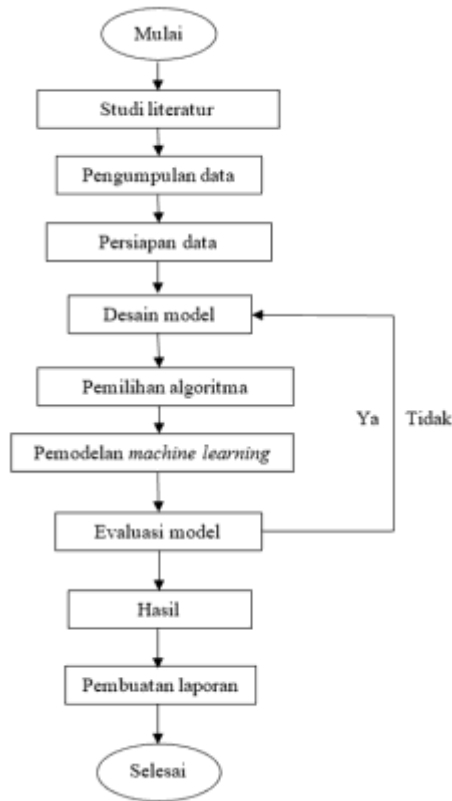 Mulai
Studi literatur
Pengumpulan data
Persiapan data
Desain model
Pemilihan algoritma
Ya
Tidak
Pemodelan machine learning
Evaluasi model
Hasil
Pembuatan laporan
Selesai